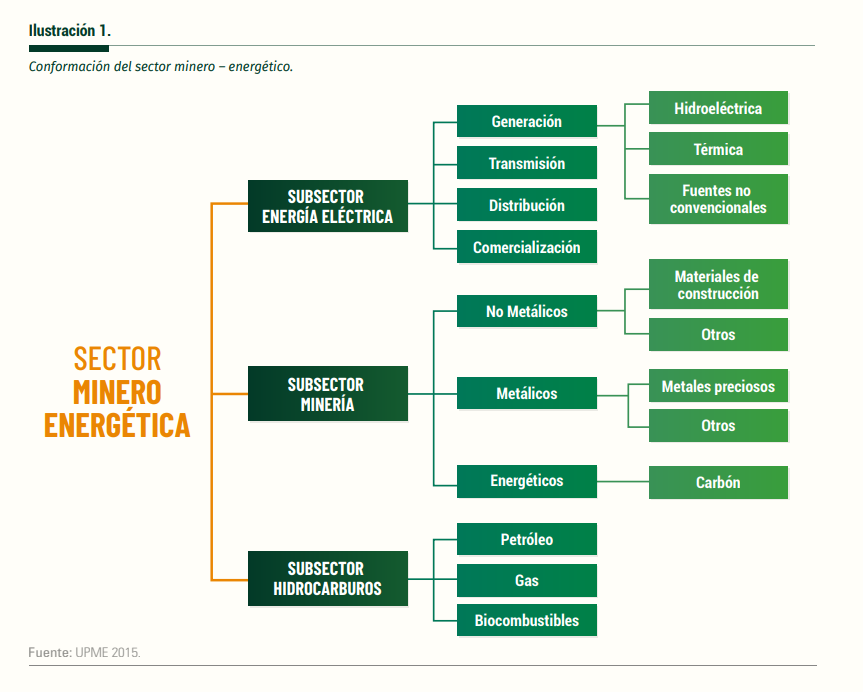 Ilustración 1.
Conformación del sector minero – energético.
SECTOR
MINERO
ENERGÉTICA
SUBSECTOR
ENERGÍA ELÉCTRICA
Generación
Hidroeléctrica
Térmica
Fuentes no
convencionales
Transmisión
Distribución
Comercialización
SUBSECTOR
MINERÍA
No Metálicos
Materiales de
construcción
Otros
Metálicos
Metales preciosos
Otros
Energéticos
Carbón
SUBSECTOR
HIDROCARBUROS
Petróleo
Gas
Biocombustibles
Fuente: UPME 2015.